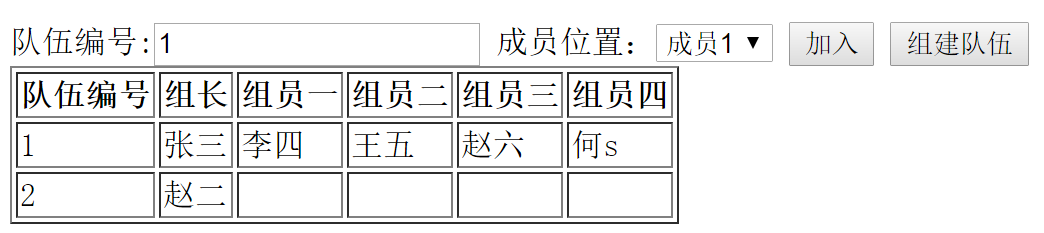 队伍编号:1 成员位置：成员1 ▼ 加入 组建队伍
队伍编号 组长 组员一 组员二 组员三 组员四
1 张三 李四 王五 赵六 何s
2 赵二